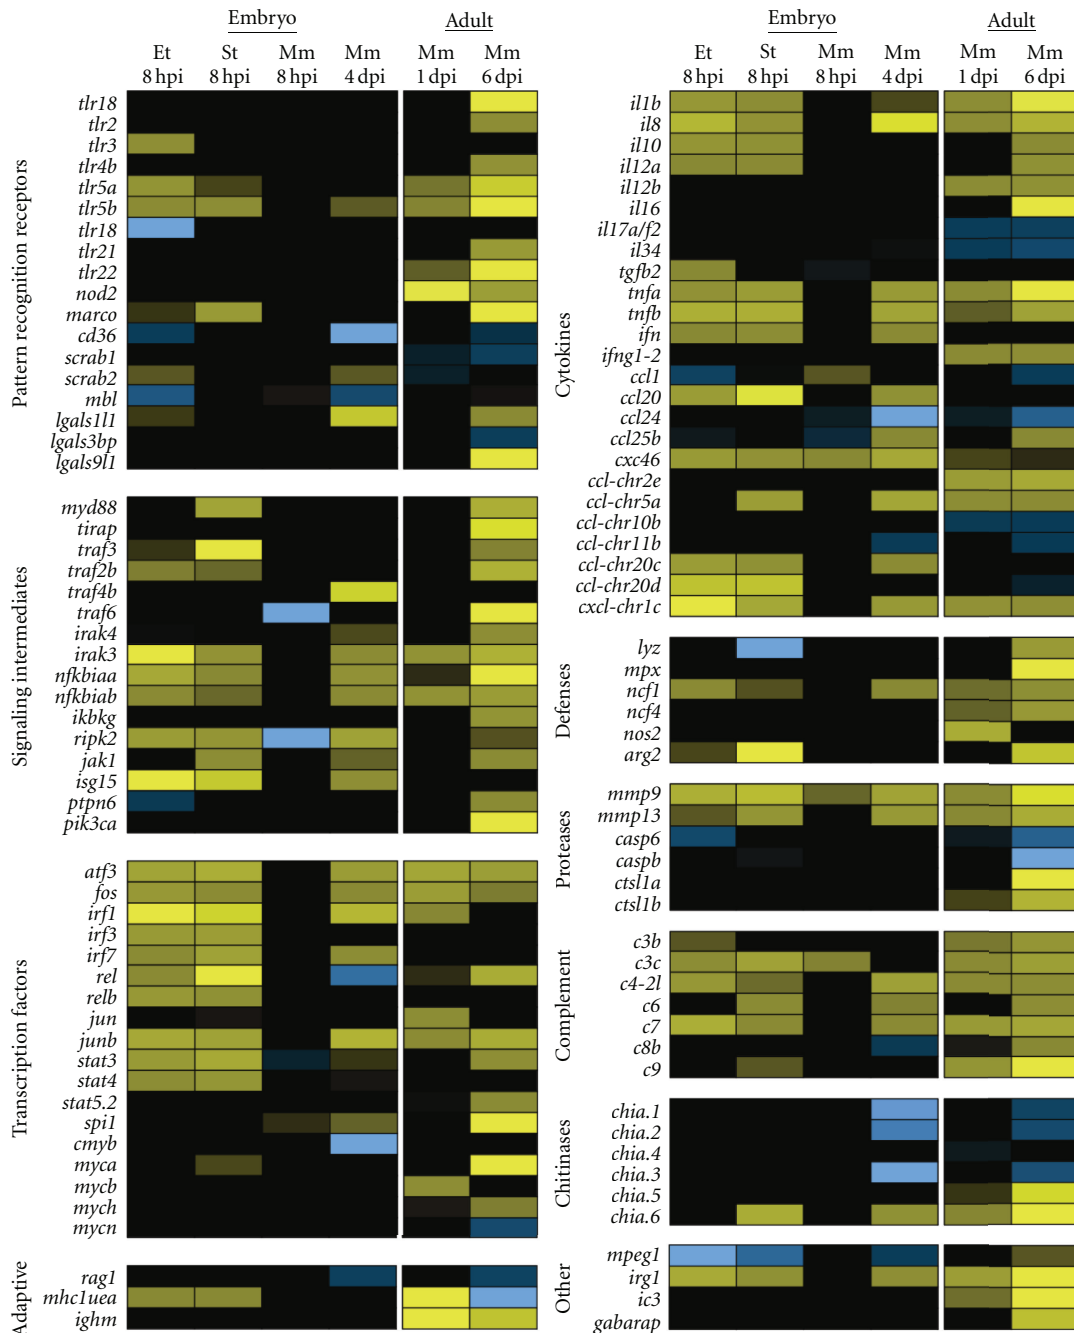 Embryo
Adult
Et St Mm Mm Mm Mm
8 hpi 8 hpi 8 hpi 4 dpi 1 dpi 6 dpi
Pattern recognition receptors
tlr18
tlr2
tlr3
tlr4b
tlr5a
tlr5b
tlr18
tlr21
tlr22
nod2
marco
cd36
scrab1
scrab2
mbl
lgals1l1
lgals3bp
lgals9l1
Signaling intermediates
myd88
tirap
traf3
traf2b
traf4b
traf6
irak4
irak3
nfkbiaa
nfkbiab
ikbkg
ripk2
jak1
isg15
ptpn6
pik3ca
Transcription factors
atf3
fos
irf1
irf3
irf7
rel
relb
jun
junb
stat3
stat4
stat5.2
spi1
cmyb
myca
mycb
mych
mycn
Adaptive
rag1
mhc1uea
ighm
Embryo
Adult
Et St Mm Mm Mm Mm
8 hpi 8 hpi 8 hpi 4 dpi 1 dpi 6 dpi
Cytokines
il1b
il8
il10
il12a
il12b
il16
il17a/f2
il34
tgfb2
tnfa
tnfb
ifn
ifng1-2
ccl1
ccl20
ccl24
ccl25b
cxc46
ccl-chr2e
ccl-chr5a
ccl-chr10b
ccl-chr11b
ccl-chr20c
ccl-chr20d
cxcl-chr1c
Defenses
lyz
mpx
ncf1
ncf4
nos2
arg2
Proteases
mmp9
mmp13
casp6
caspb
ctsl1a
ctsl1b
Complement
c3b
c3c
c4-2l
c6
c7
c8b
c9
Chitinases
chia.1
chia.2
chia.4
chia.3
chia.5
chia.6
Other
mpeg1
irg1
ic3
gabarap